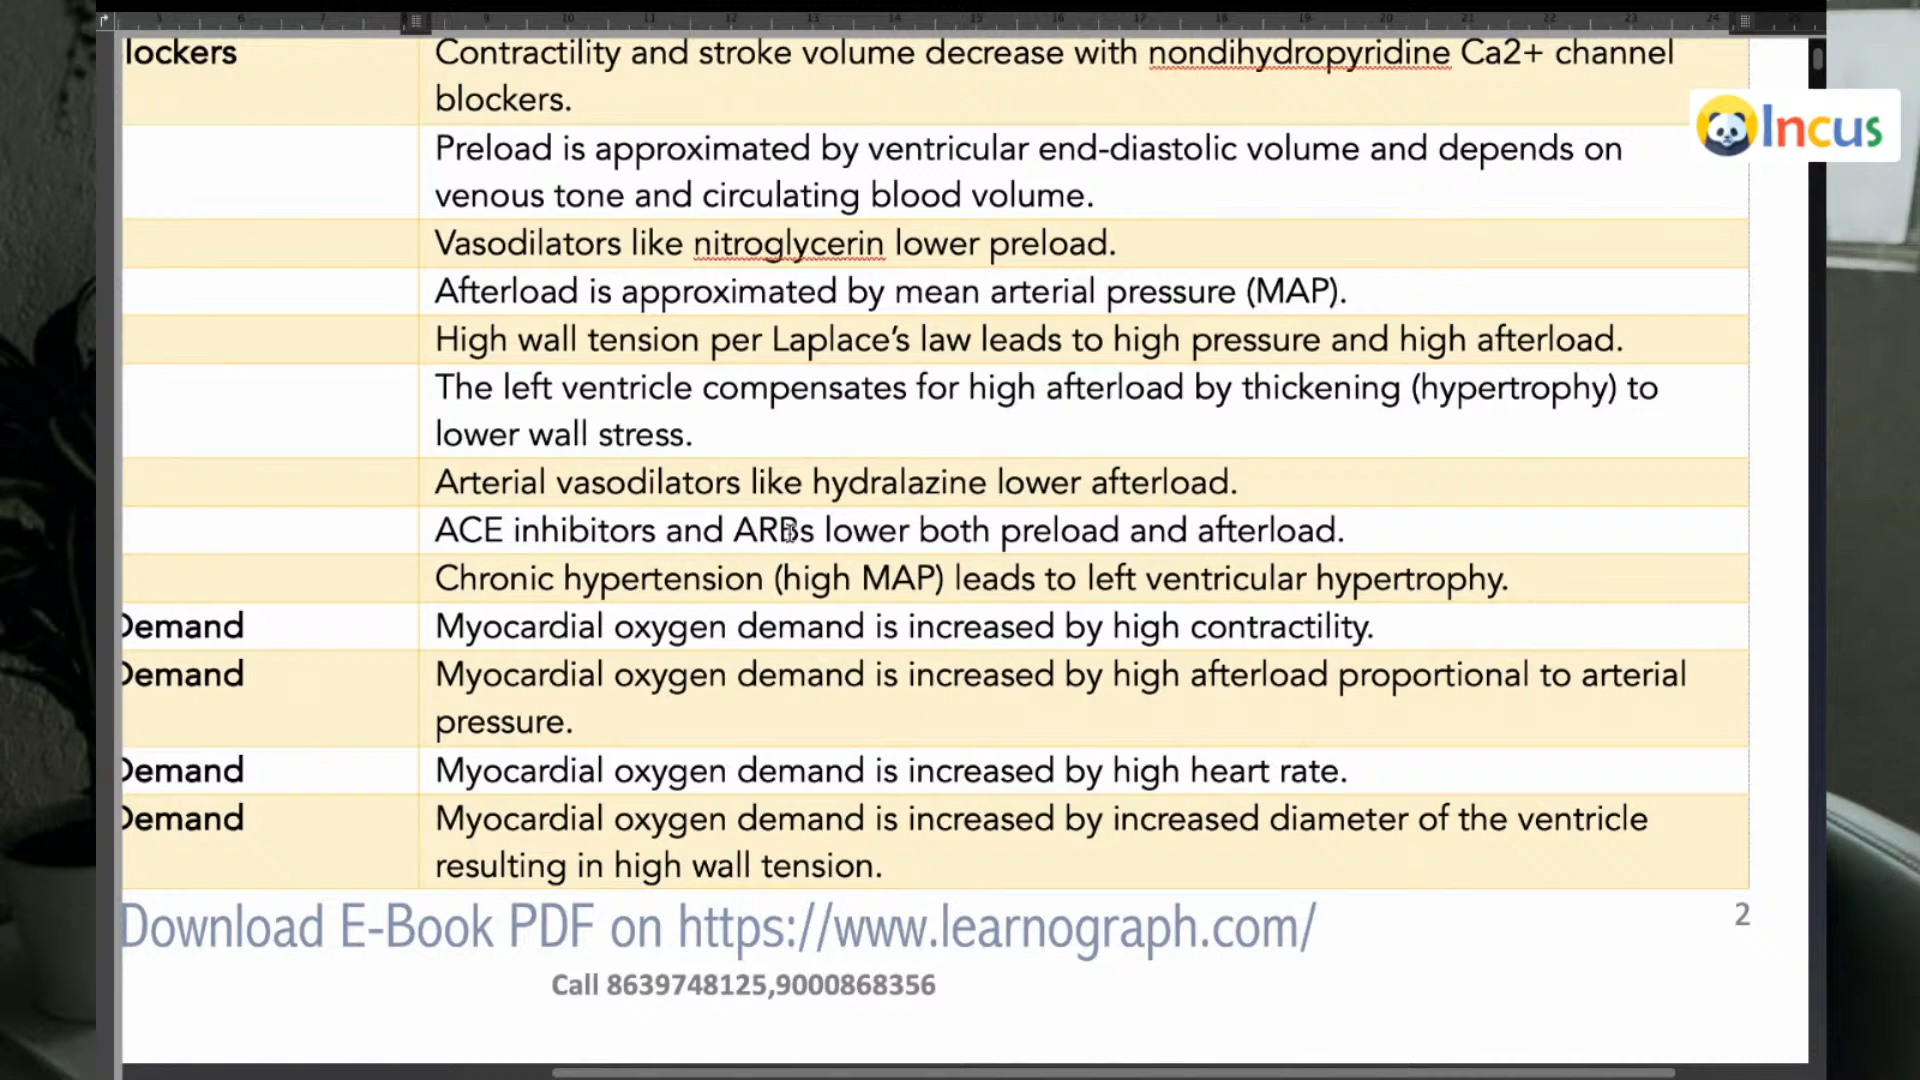 lockers Contractility and stroke volume decrease with nondihydropyridine Ca2+ channel
blockers.
Preload is approximated by ventricular end-diastolic volume and depends on
venous tone and circulating blood volume.
Vasodilators like nitroglycerin lower preload.
Afterload is approximated by mean arterial pressure (MAP).
High wall tension per Laplace’s law leads to high pressure and high afterload.
The left ventricle compensates for high afterload by thickening (hypertrophy) to
lower wall stress.
Arterial vasodilators like hydralazine lower afterload.
ACE inhibitors and ARBs lower both preload and afterload.
Chronic hypertension (high MAP) leads to left ventricular hypertrophy.
Demand Myocardial oxygen demand is increased by high contractility.
Demand Myocardial oxygen demand is increased by high afterload proportional to arterial
pressure.
Demand Myocardial oxygen demand is increased by high heart rate.
Demand Myocardial oxygen demand is increased by increased diameter of the ventricle
resulting in high wall tension.
Download E-Book PDF on https://www.learnograph.com/
2
Call 8639748125,9000868356
Incus